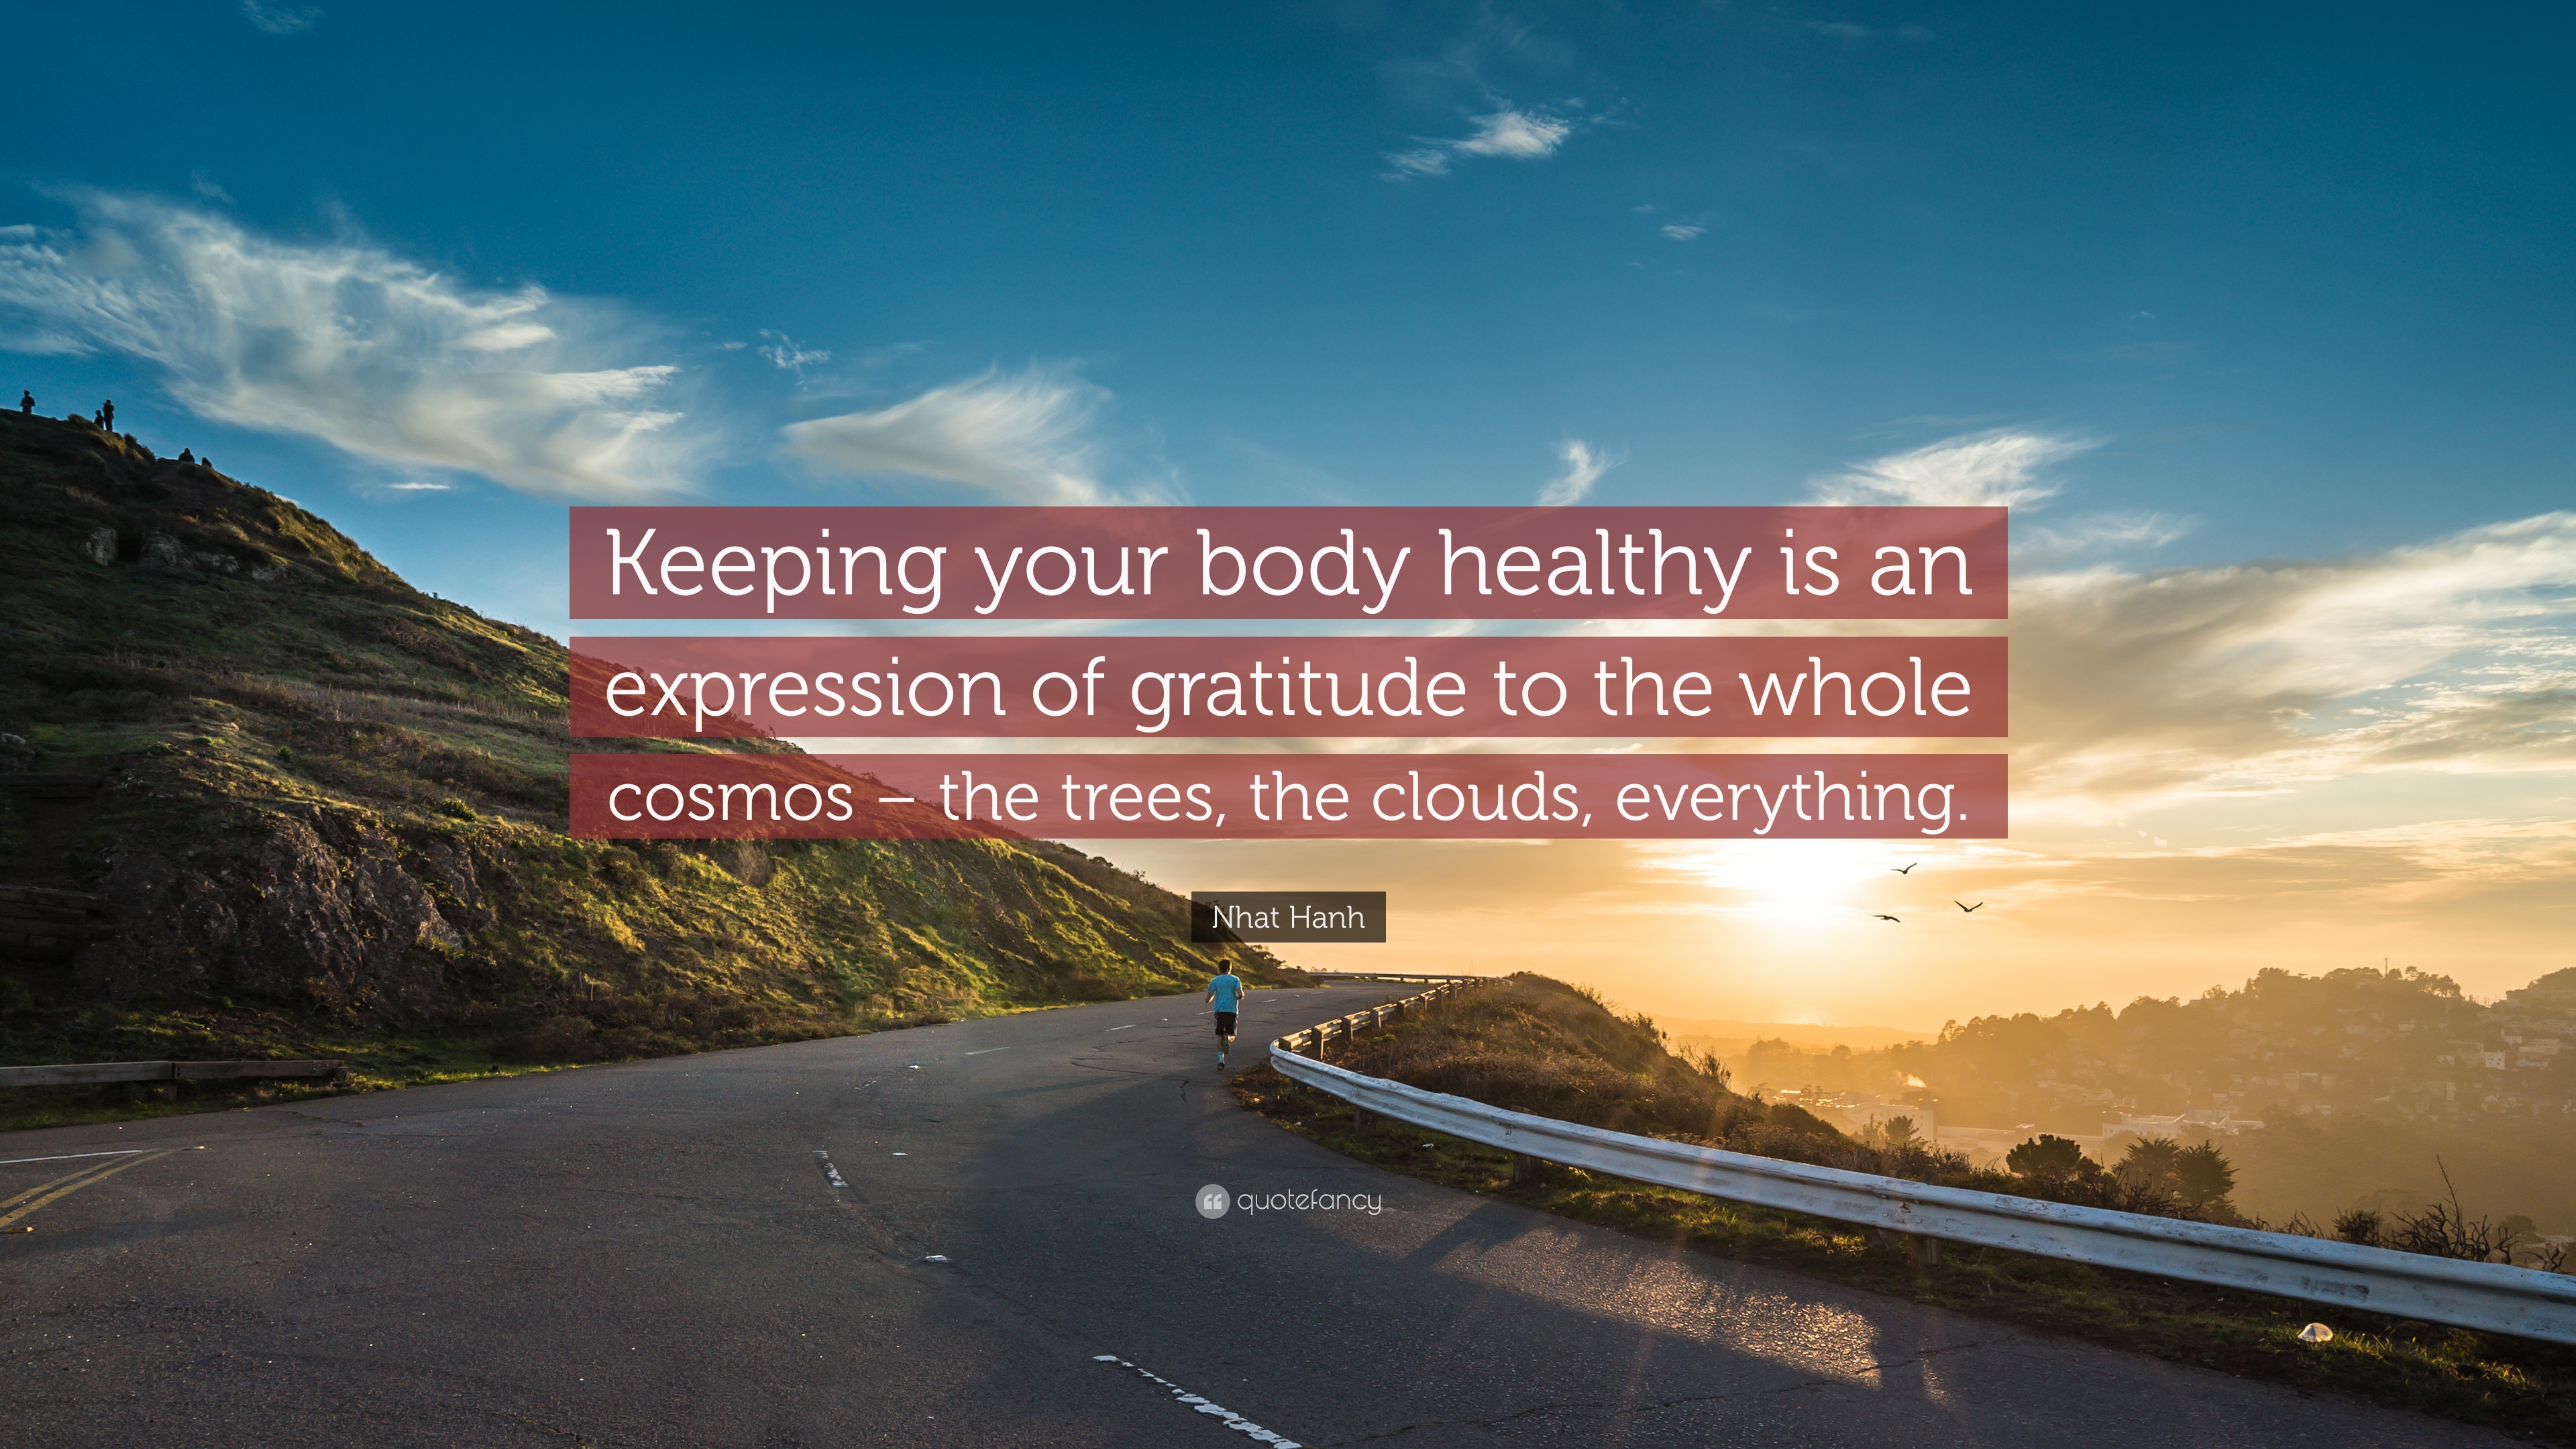 Keeping your body healthy is an
expression of gratitude to the whole
cosmos – the trees, the clouds, everything.
Nhat Hanh
quotefancy